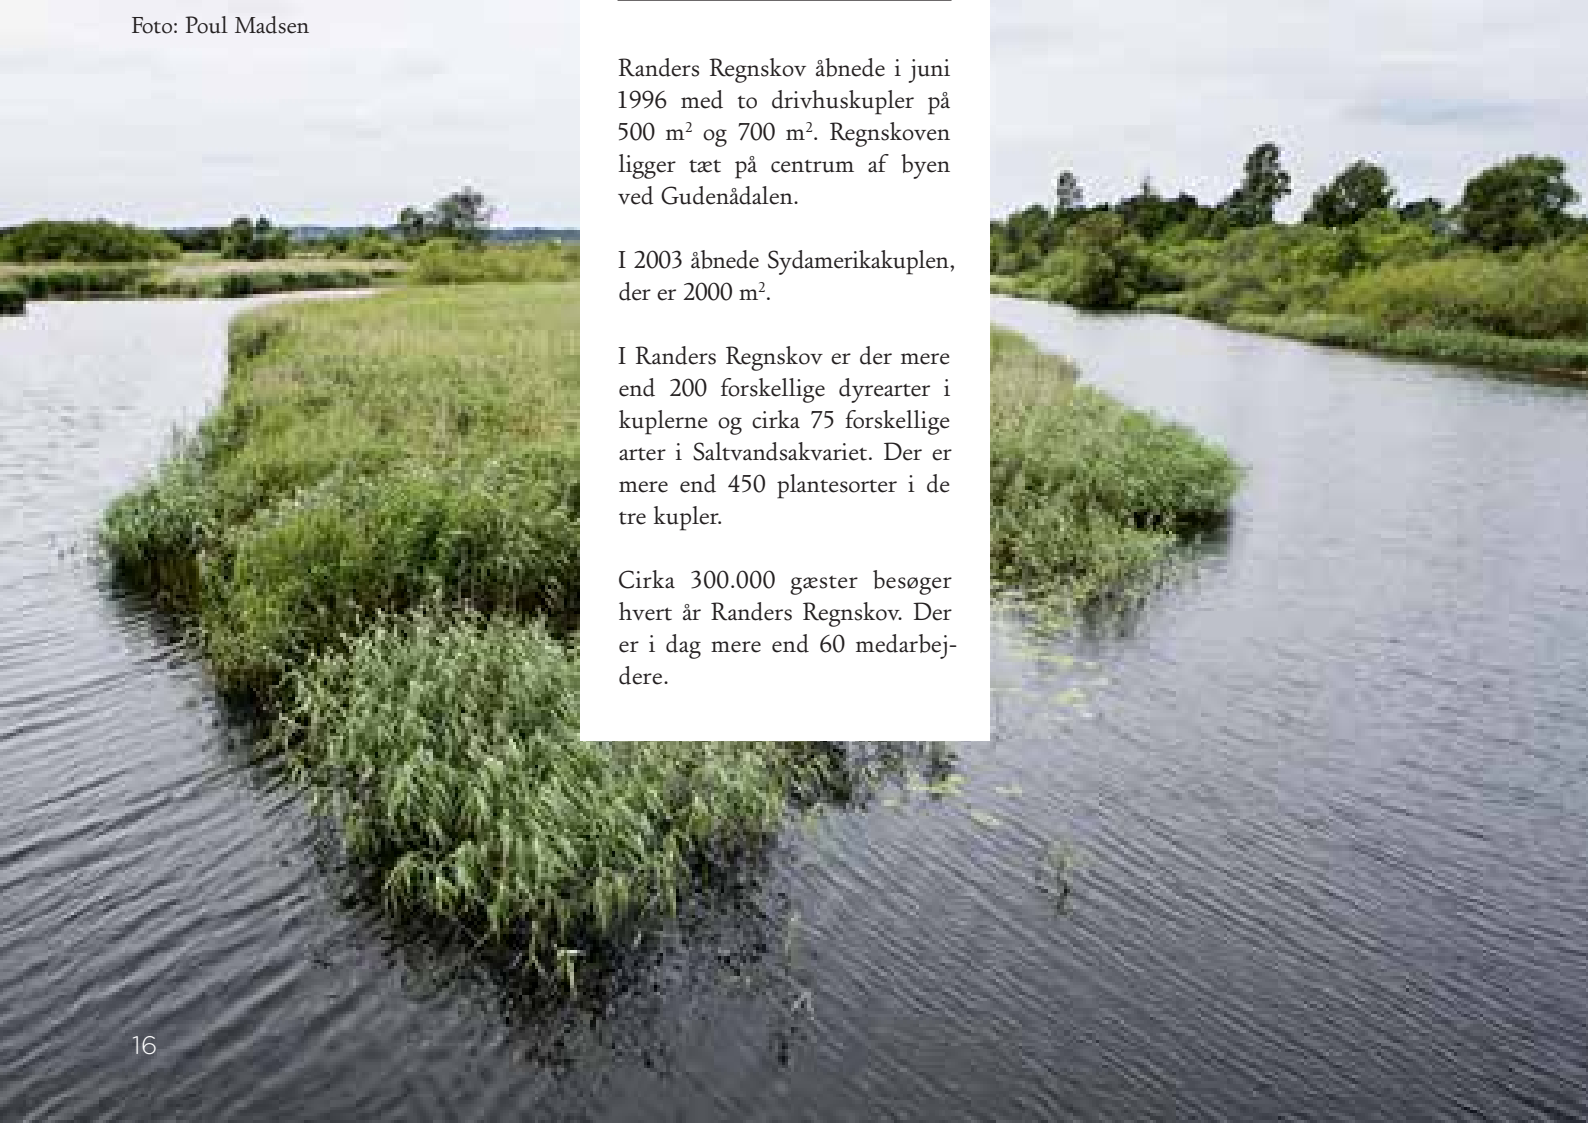 Foto: Poul Madsen
Randers Regnskov åbnede i juni
1996 med to drivhuskupler på
500 m² og 700 m². Regnskoven
ligger tæt på centrum af byen
ved Gudenådalen.
I 2003 åbnede Sydamerikakuplen,
der er 2000 m².
I Randers Regnskov er der mere
end 200 forskellige dyrearter i
kuplerne og cirka 75 forskellige
arter i Saltvandsakvariet. Der er
mere end 450 plantesorter i de
tre kupler.
Cirka 300.000 gæster besøger
hvert år Randers Regnskov. Der
er i dag mere end 60 medarbej-
dere.
16